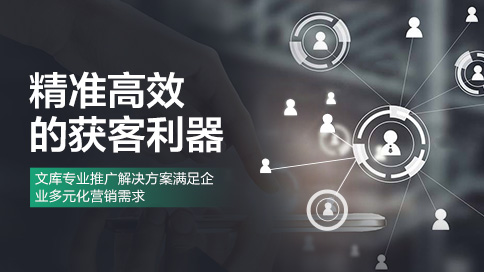 精准高效
的获客利器
文库专业推广解决方案满足企
业多元化营销需求